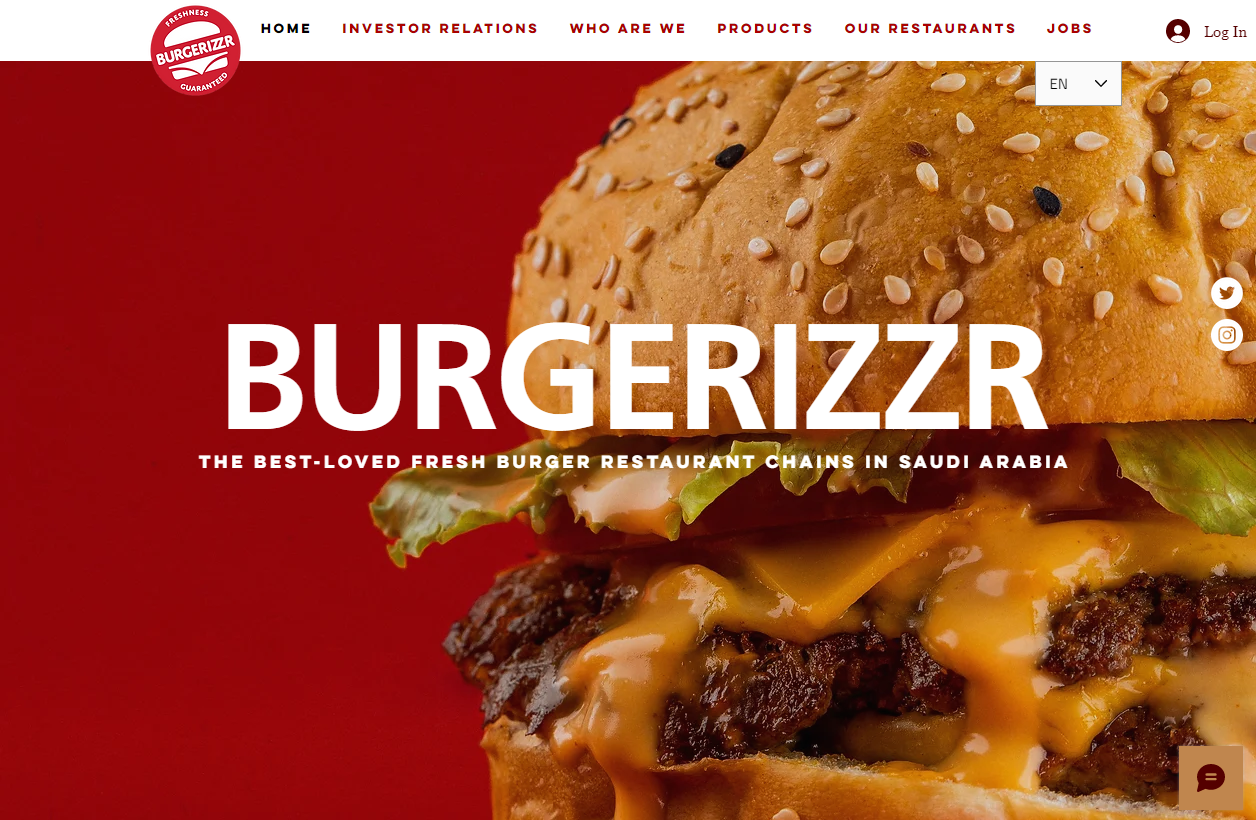 FRESHNESS
BURGERIZZR
GUARANTEED
HOME
INVESTOR RELATIONS
WHO ARE WE
PRODUCTS
OUR RESTAURANTS
JOBS
Log In
EN
BURGERIZZR
THE BEST-LOVED FRESH BURGER RESTAURANT CHAINS IN SAUDI ARABIA